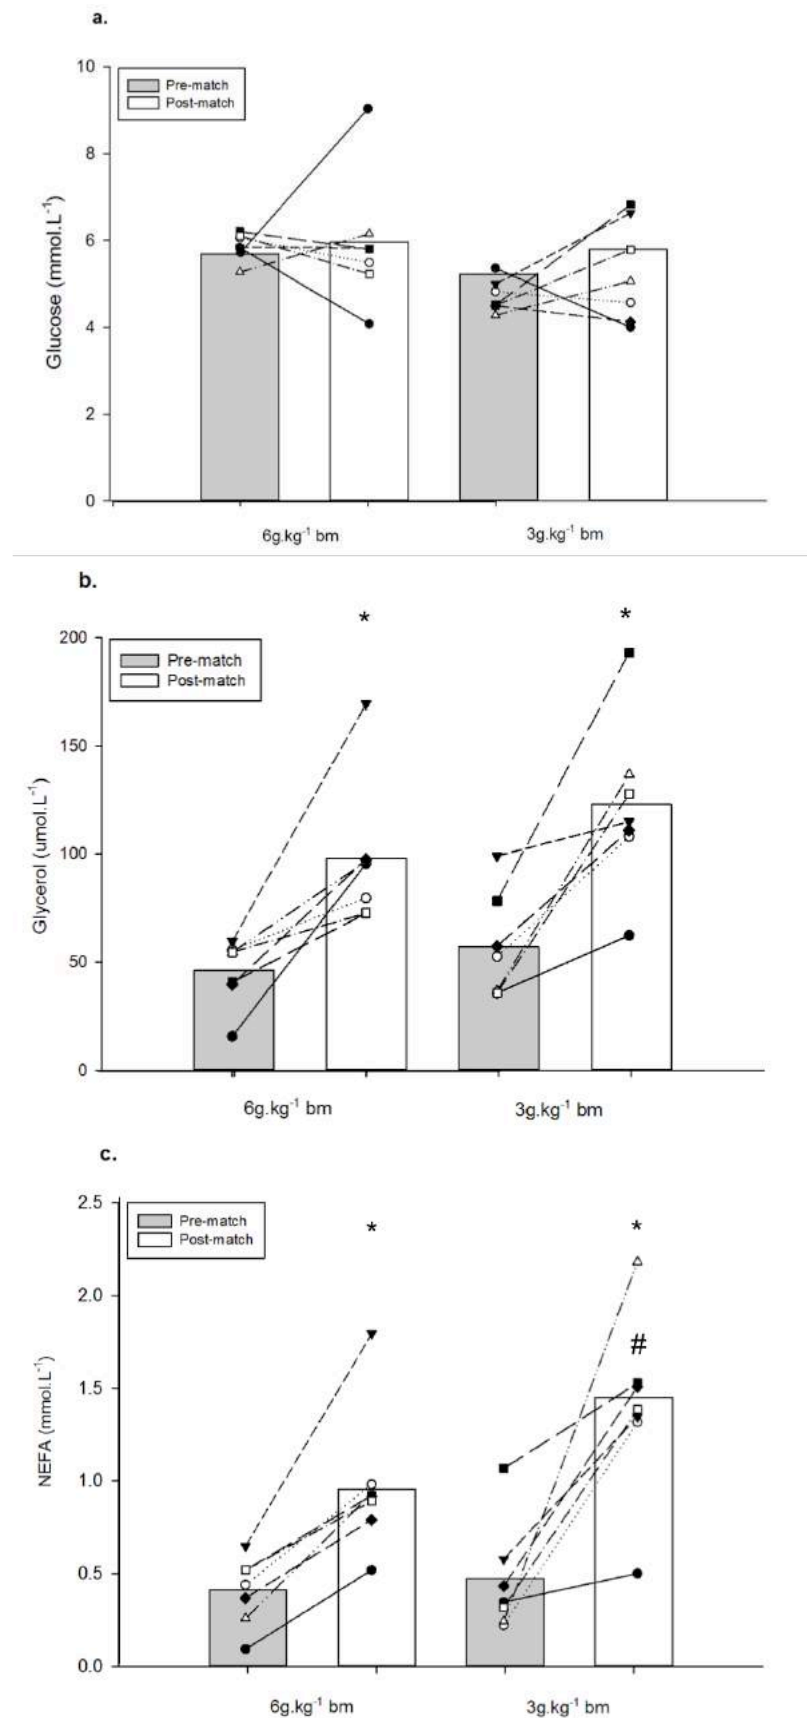 a.
10
8
6
4
2
0
Glucose (mmol.L⁻¹)
Pre-match
Post-match
6g.kg⁻¹ bm
3g.kg⁻¹ bm
b.
*
*
200
150
100
50
0
Glycerol (umol.L⁻¹)
Pre-match
Post-match
6g.kg⁻¹ bm
3g.kg⁻¹ bm
c.
2.5
2.0
1.5
1.0
0.5
0.0
NEFA (mmol.L⁻¹)
Pre-match
Post-match
*
*
#
6g.kg⁻¹ bm
3g.kg⁻¹ bm